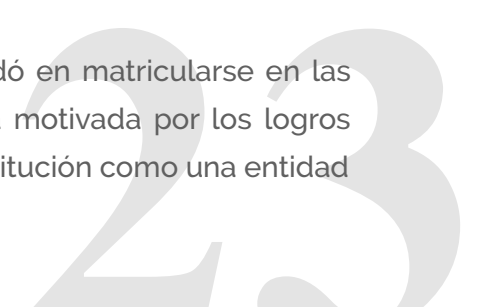 dó en matricularse en las
motivada por los logros
itución como una entidad
23